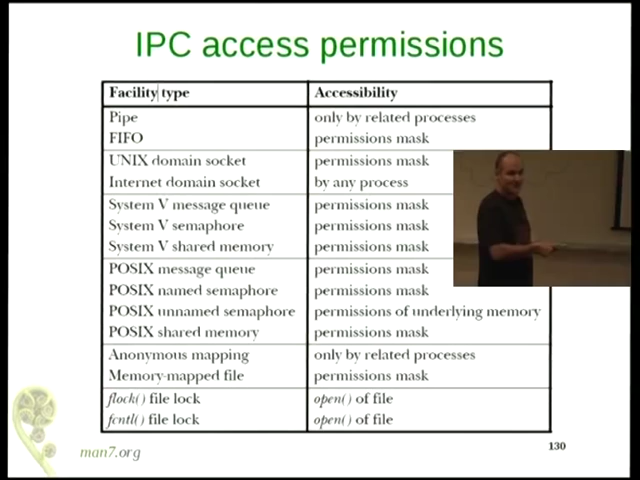 IPC access permissions
Facility type Accessibility
Pipe only by related processes
FIFO permissions mask
UNIX domain socket permissions mask
Internet domain socket by any process
System V message queue permissions mask
System V semaphore permissions mask
System V shared memory permissions mask
POSIX message queue permissions mask
POSIX named semaphore permissions mask
POSIX unnamed semaphore permissions of underlying memory
POSIX shared memory permissions mask
Anonymous mapping only by related processes
Memory-mapped file permissions mask
flock() file lock open() of file
fcntl() file lock open() of file
man7.org
130